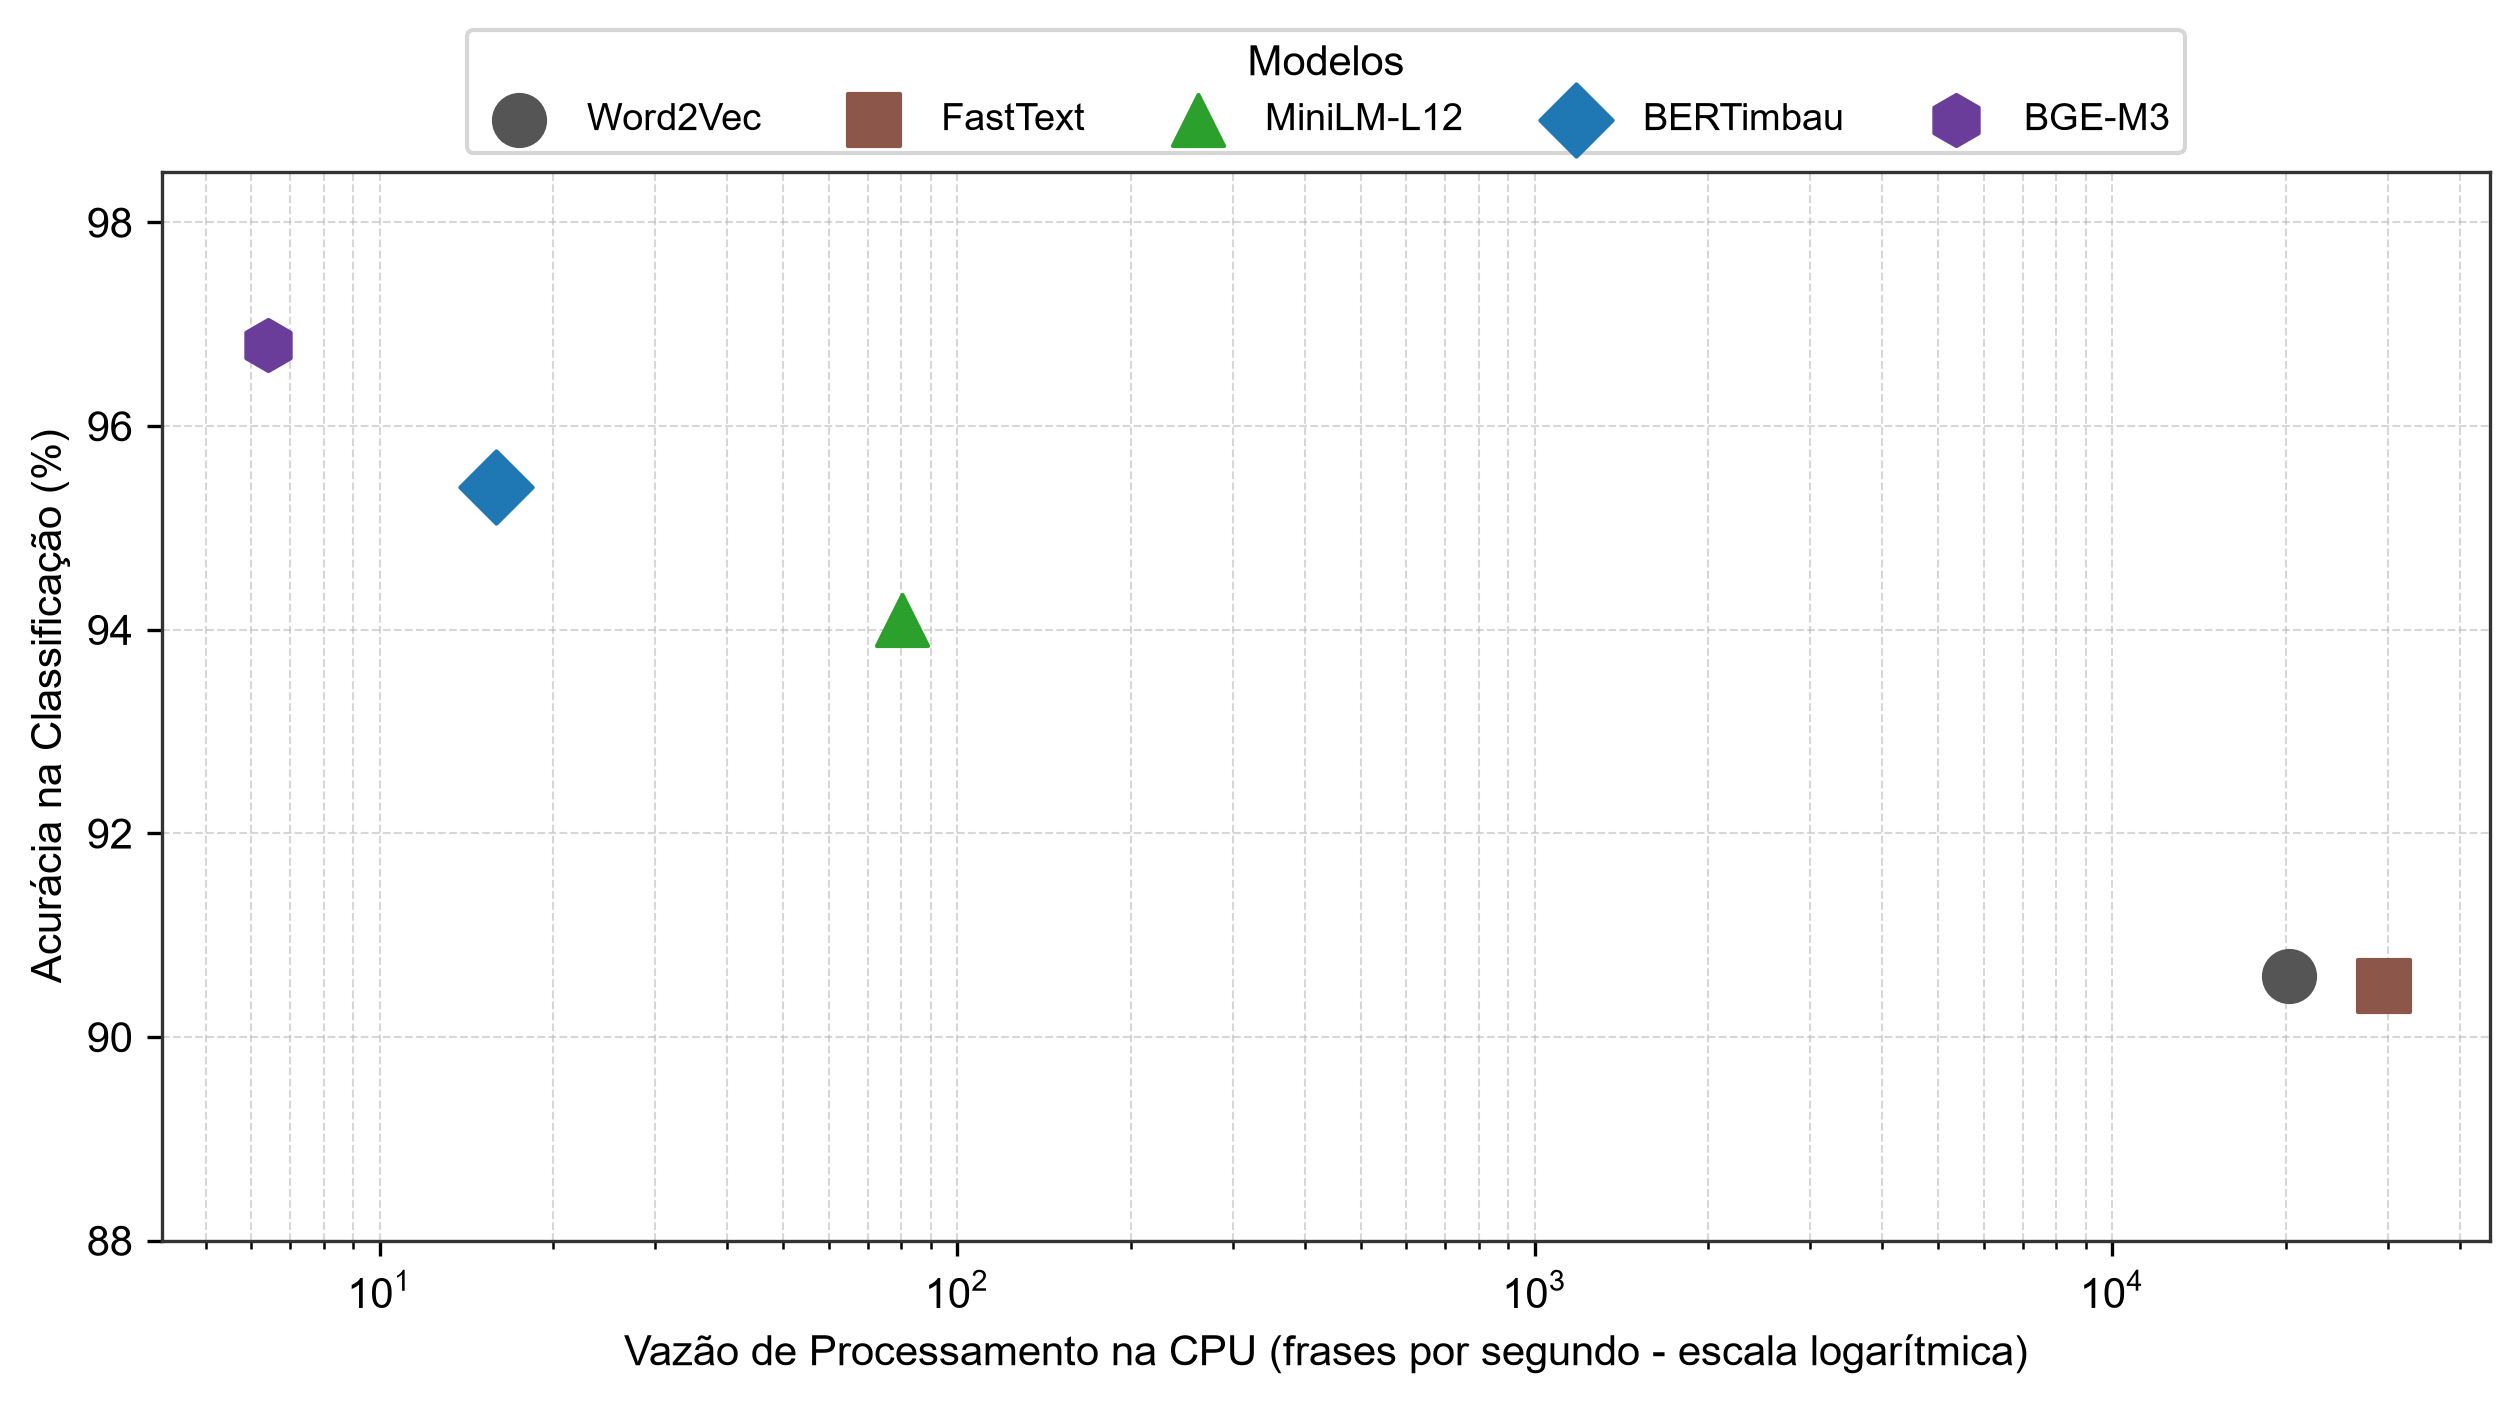 Modelos
Word2Vec FastText MiniLM-L12 BERTimbau BGE-M3
98
96
94
92
90
88
Acurácia na Classificação (%)
10¹ 10² 10³ 10⁴
Vazão de Processamento na CPU (frases por segundo - escala logarítmica)